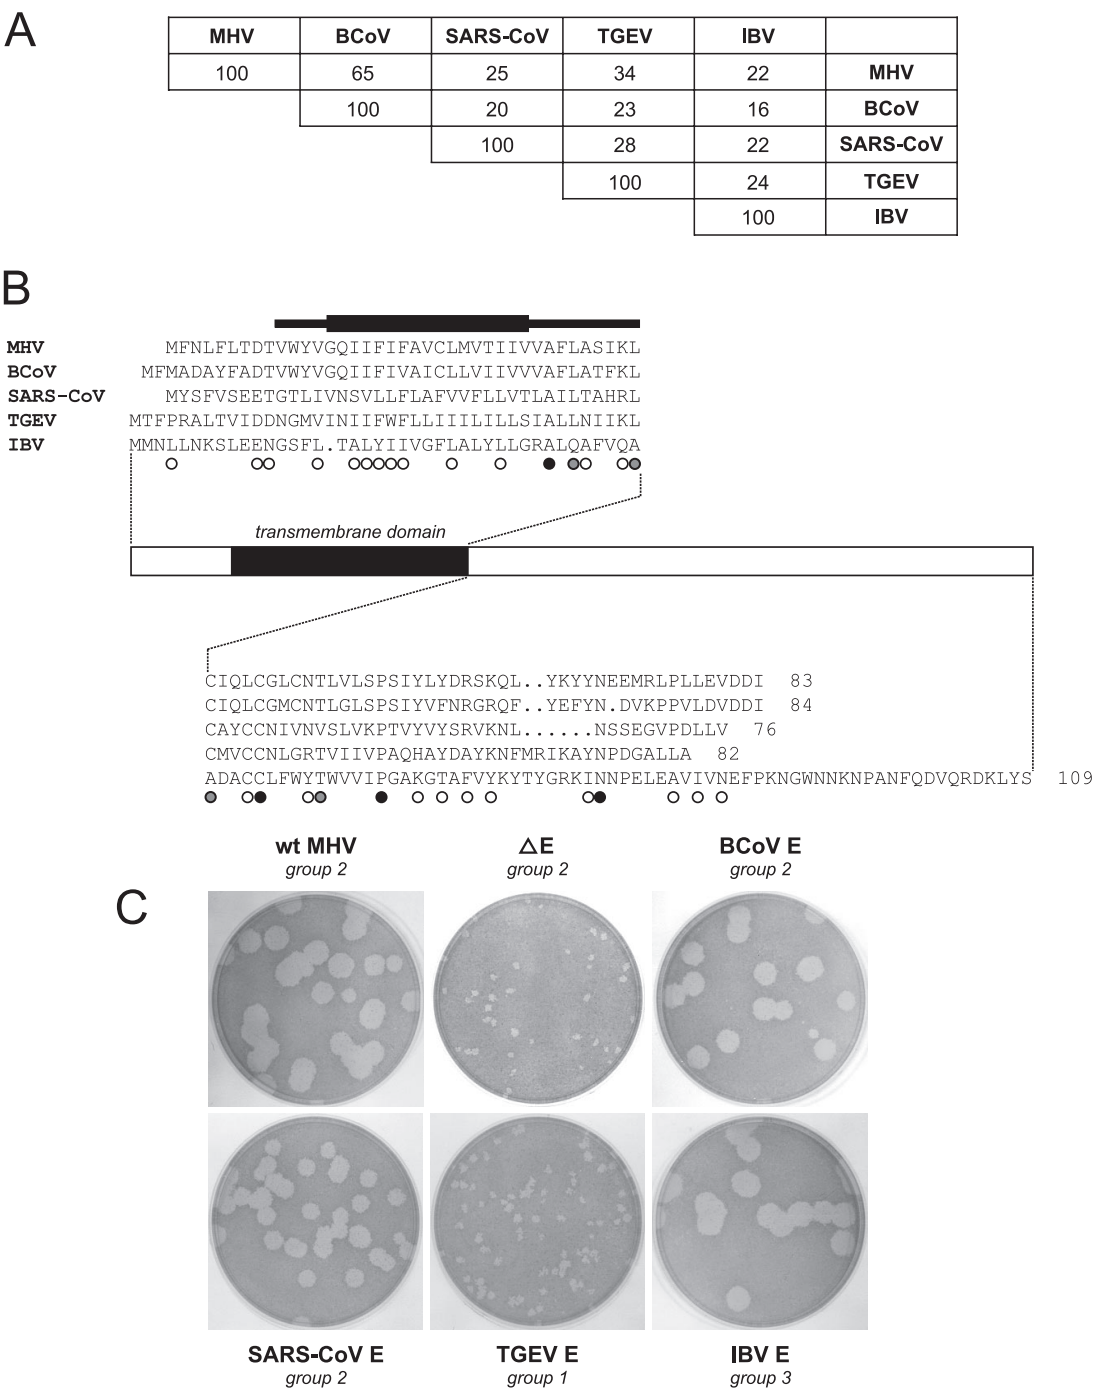 A
MHV BCoV SARS-CoV TGEV IBV
100 65 25 34 22 MHV
100 20 23 16 BCoV
100 28 22 SARS-CoV
100 24 TGEV
100 IBV
B
MHV MFNLFLTDTVWYVGQIIFIFAVCLMVTIIVVAFLASIKL
BCoV MFMADAYFADTVWYVGQIIFIVAICLLVIIVVVAFLATFKL
SARS-CoV MYSFVSEETGTLIVNSVLLFLAFVVFLLVTLAILTAHRL
TGEV MTFPRALTVIDDNGMVINIIFWFLLIIILILLSIALLNIIKL
IBV MMNLLNKSLEENGSFL.TALYIIVGFLALYLLGRALQAFVQA
transmembrane domain
CIQLCGLCNTLVLSPSIYLYDRSKQL..YKYYNEEMRLPLLEVDDI 83
CIQLCGMCNTLGLSPSIYVFNRGRQF..YEFYN.DVKPPVLDVDDI 84
CAYCCNIVNVSLVKPTVYVYSRVKNL......NSSEGVPDLLV 76
CMVCCNLGRTVIIVPAQHAYDAYKNFMRIKAYNPDGALLA 82
ADACCLFWYTWVVIPGAKGTAFVYKYTYGRKINNPELEAVIVNEFPKNGWNNKNPANFQDVQRDKLYS 109
wt MHV △E BCoV E
group 2 group 2 group 2
C
SARS-CoV E TGEV E IBV E
group 2 group 1 group 3